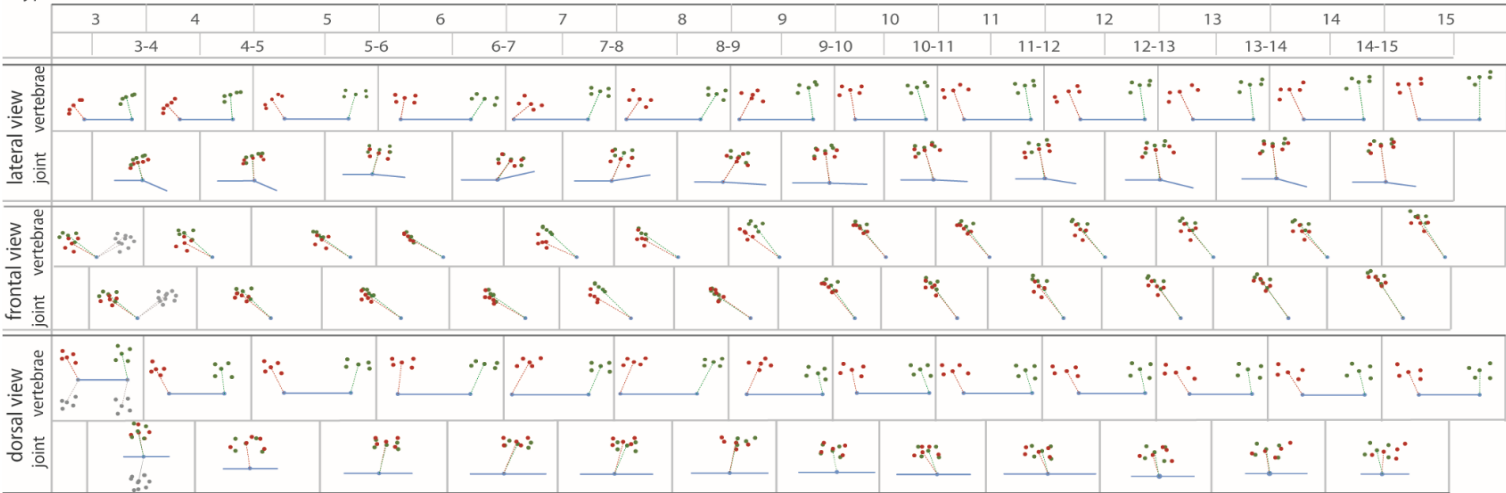 3 4 5 6 7 8 9 10 11 12 13 14 15
3-4 4-5 5-6 6-7 7-8 8-9 9-10 10-11 11-12 12-13 13-14 14-15
lateral view
vertebrae
joint
frontal view
vertebrae
joint
dorsal view
vertebrae
joint